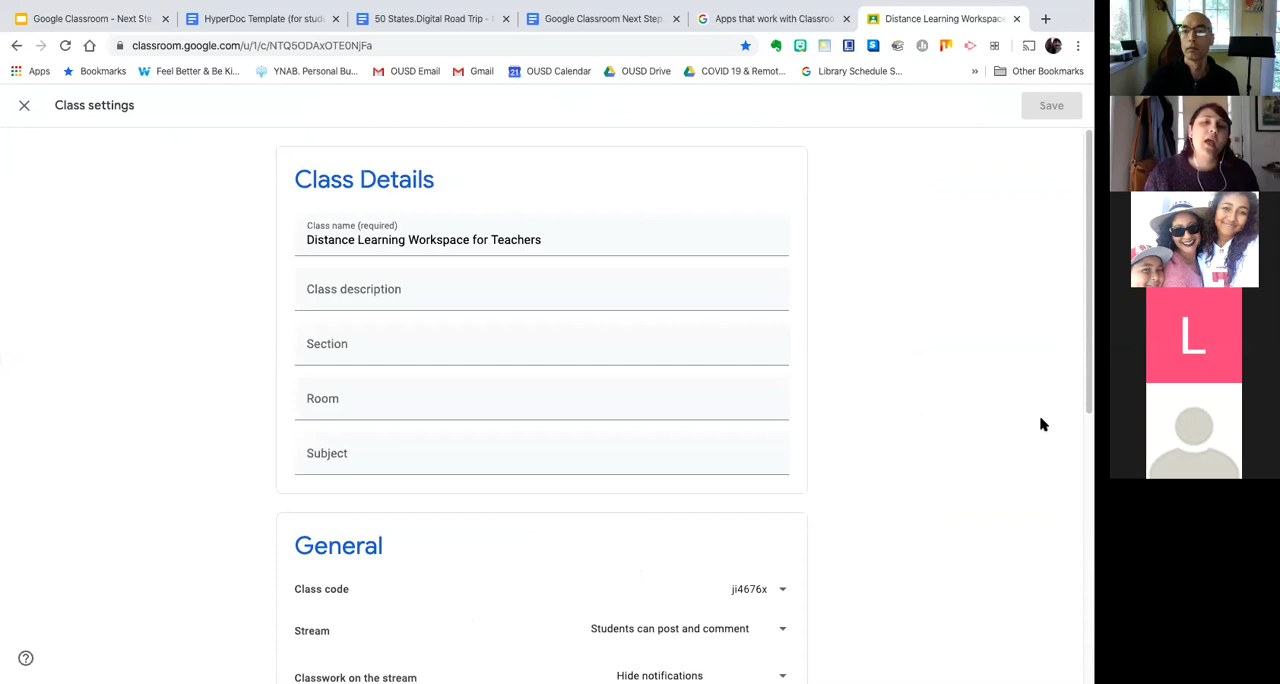 Google Classroom - Next Ste
HyperDoc Template (for stude
50 States.Digital Road Trip -
Google Classroom Next Step
Apps that work with Classroo
Distance Learning Workspace
classroom.google.com/u/1/c/NTQ5ODAxOTE0NjFa
Apps
Bookmarks
Feel Better & Be Ki...
YNAB. Personal Bu...
OUSD Email
Gmail
OUSD Calendar
OUSD Drive
COVID 19 & Remot...
Library Schedule S...
»
Other Bookmarks
Class settings
Save
Class Details
Class name (required)
Distance Learning Workspace for Teachers
Class description
Section
Room
Subject
General
Class code
ji4676x
Stream
Students can post and comment
Classwork on the stream
Hide notifications
L